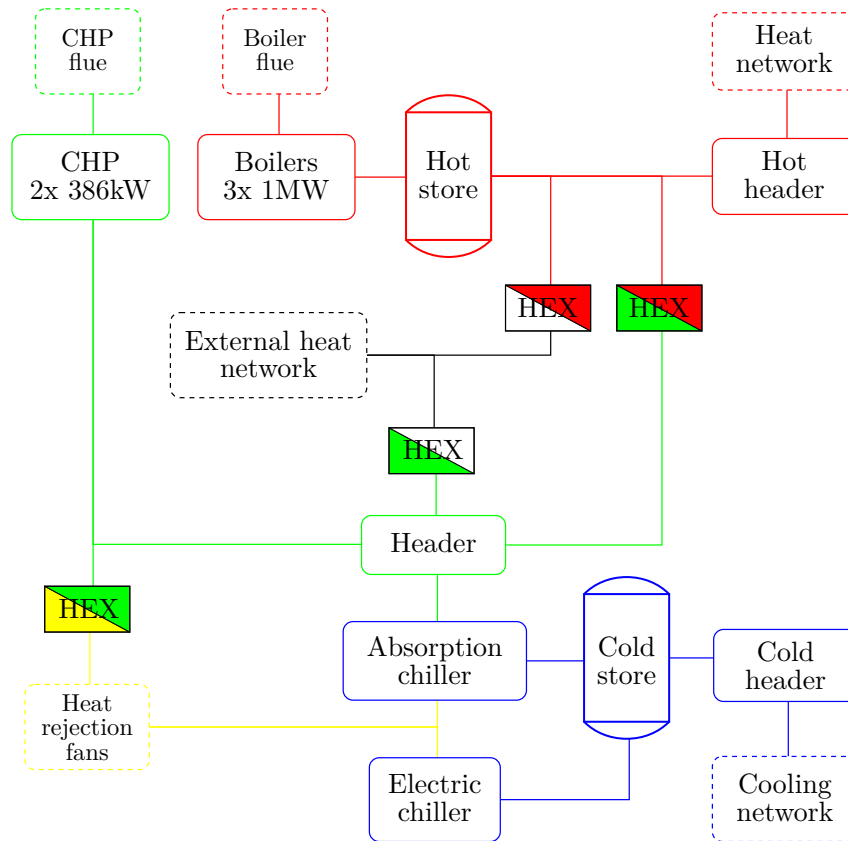 CHP
flue
Boiler
flue
Heat
network
CHP
2x 386kW
Boilers
3x 1MW
Hot
store
Hot
header
HEX
HEX
External heat
network
HEX
Header
HEX
Absorption
chiller
Cold
store
Cold
header
Heat
rejection
fans
Electric
chiller
Cooling
network